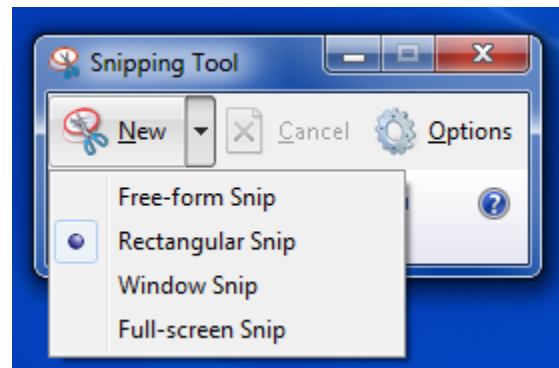 Snipping Tool
New Cancel Options
Free-form Snip
Rectangular Snip
Window Snip
Full-screen Snip